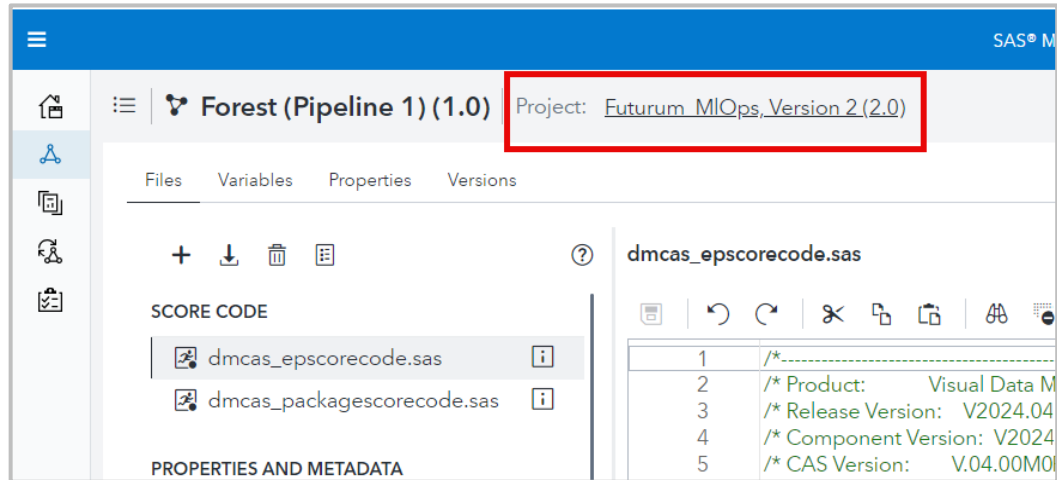 SAS® M
Forest (Pipeline 1) (1.0) Project: Futurum_MlOps, Version 2 (2.0)
Files Variables Properties Versions
dmcas_epscorecode.sas
SCORE CODE
dmcas_epscorecode.sas
dmcas_packagescorecode.sas
PROPERTIES AND METADATA
1 /*------------------------------------
2 /* Product: Visual Data M
3 /* Release Version: V2024.04
4 /* Component Version: V2024
5 /* CAS Version: V.04.00M0